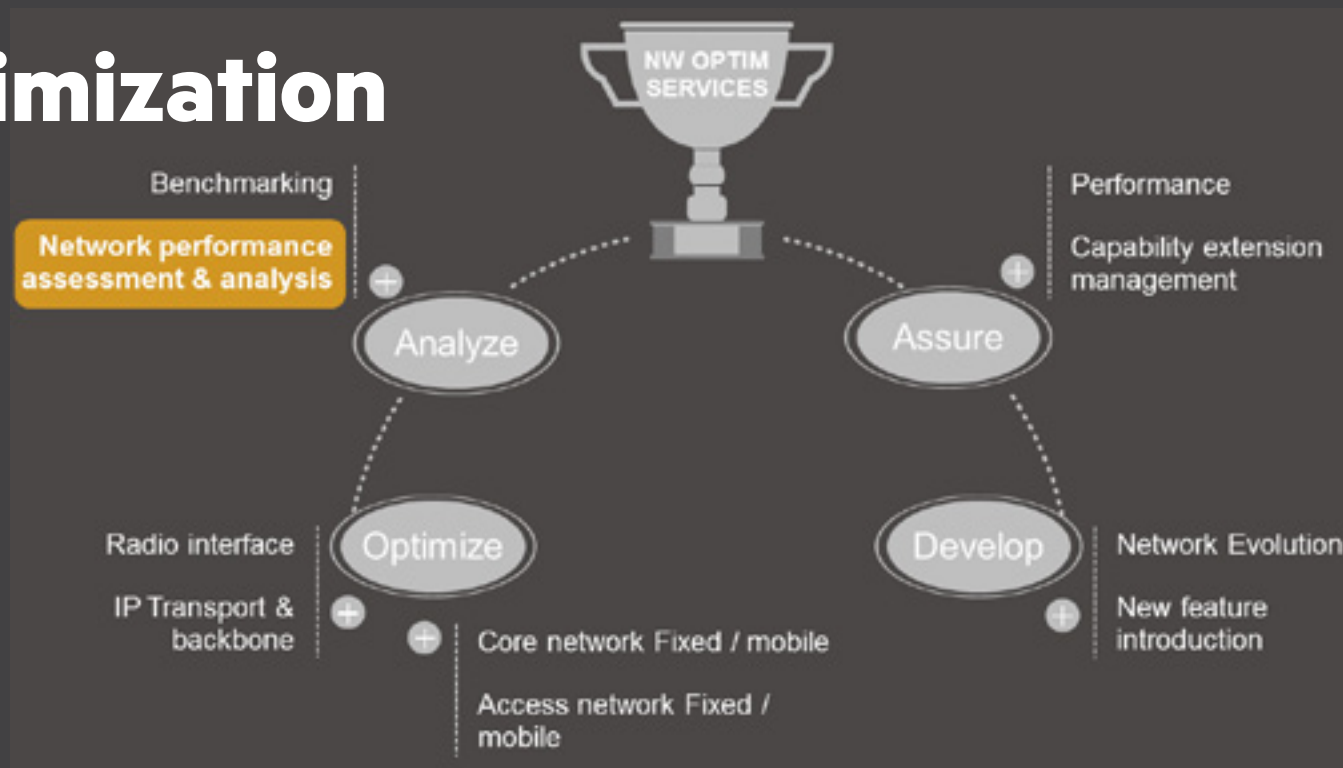 imization
NW OPTIM
SERVICES
Benchmarking
Network performance
assessment & analysis
Performance
Capability extension
management
Analyze
Assure
Optimize
Develop
Radio interface
IP Transport &
backbone
Core network Fixed / mobile
Access network Fixed /
mobile
Network Evolution
New feature
introduction